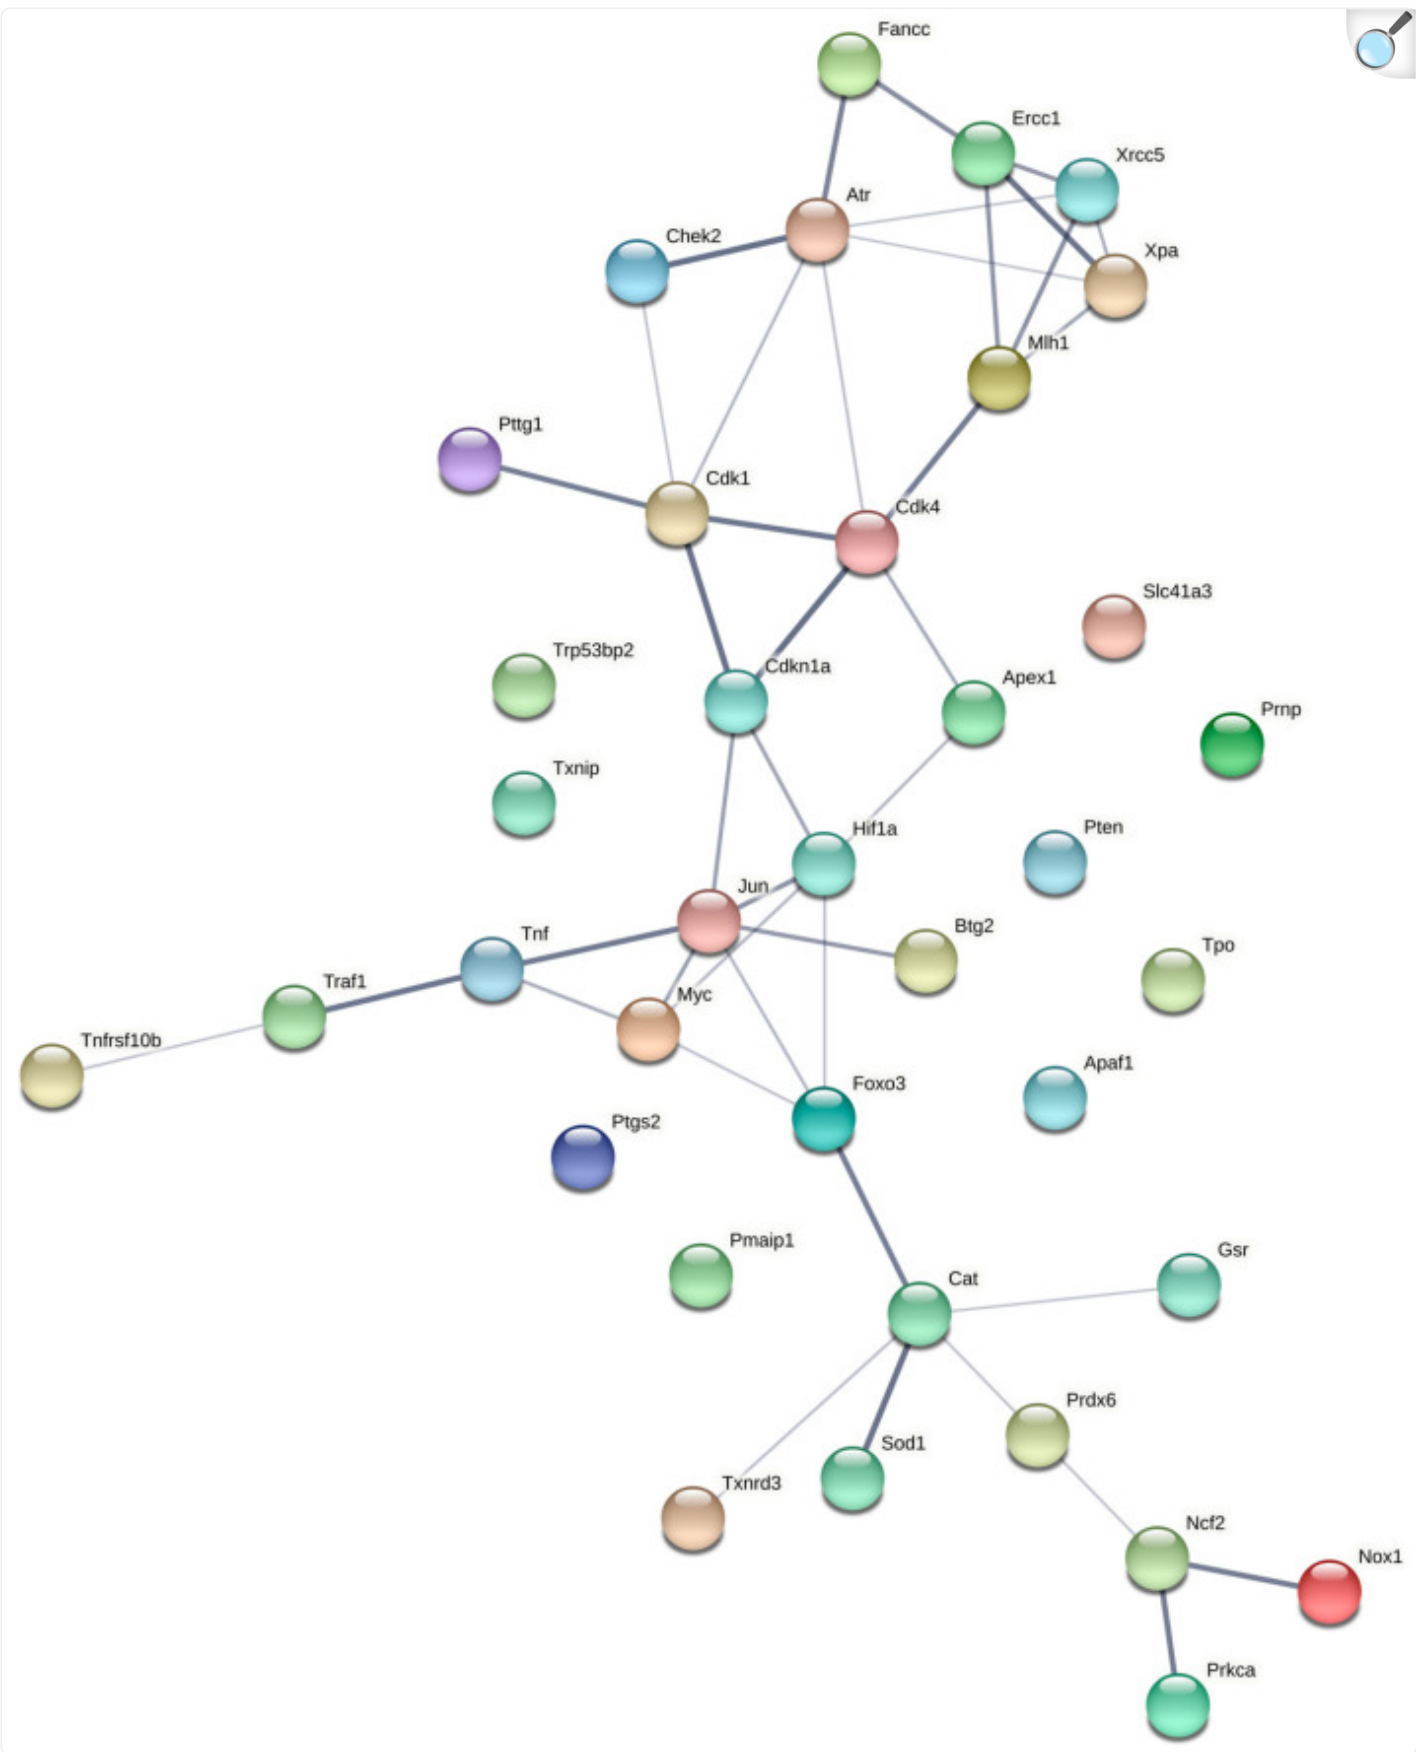 Fancc
Ercc1
Xrcc5
Atr
Chek2
Xpa
Mlh1
Pttg1
Cdk1
Cdk4
Slc41a3
Trp53bp2
Cdkn1a
Apex1
Prnp
Txnip
Hif1a
Pten
Jun
Btg2
Tnf
Tpo
Traf1
Myc
Tnfrsf10b
Apaf1
Foxo3
Ptgs2
Pmaip1
Gsr
Cat
Prdx6
Sod1
Txnrd3
Ncf2
Nox1
Prkca